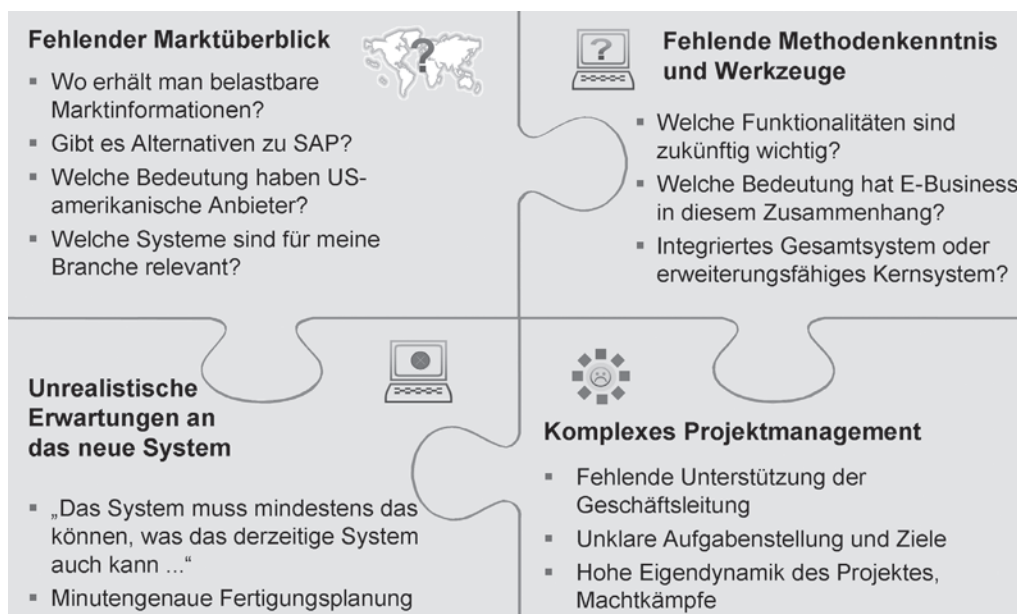 Fehlender Marktüberblick
▪ Wo erhält man belastbare
Marktinformationen?
▪ Gibt es Alternativen zu SAP?
▪ Welche Bedeutung haben US-
amerikanische Anbieter?
▪ Welche Systeme sind für meine
Branche relevant?
?
?
Fehlende Methodenkenntnis
und Werkzeuge
▪ Welche Funktionalitäten sind
zukünftig wichtig?
▪ Welche Bedeutung hat E-Business
in diesem Zusammenhang?
▪ Integriertes Gesamtsystem oder
erweiterungsfähiges Kernsystem?
Unrealistische
Erwartungen an
das neue System
▪ „Das System muss mindestens das
können, was das derzeitige System
auch kann ...“
▪ Minutengenaue Fertigungsplanung
Komplexes Projektmanagement
▪ Fehlende Unterstützung der
Geschäftsleitung
▪ Unklare Aufgabenstellung und Ziele
▪ Hohe Eigendynamik des Projektes,
Machtkämpfe